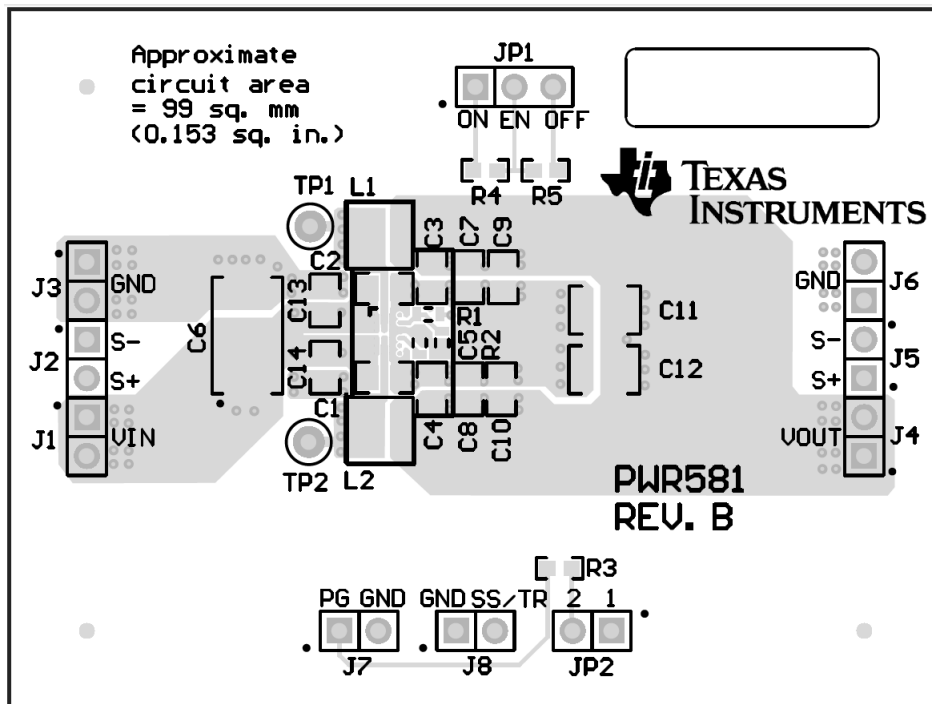 Approximate
circuit area
= 99 sq. mm
(0.153 sq. in.)
JP1
ON EN OFF
R4 R5
TEXAS
INSTRUMENTS
TP1 L1
C2
C3 C7 C9
J3 GND
J2 S-
S+
J1 VIN
C6
C13
C14
R1
C5 R2
C11
C12
GND J6
S- J5
S+
VOUT J4
C1
C4 C8 C10
TP2 L2
PWR581
REV. B
R3
PG GND
J7
GND SS/TR
J8
2 1
JP2